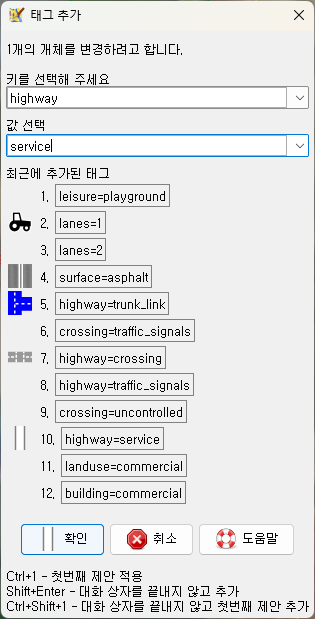 태그 추가
1개의 개체를 변경하려고 합니다.
키를 선택해 주세요
highway
값 선택
service
최근에 추가된 태그
1. leisure=playground
2. lanes=1
3. lanes=2
4. surface=asphalt
5. highway=trunk_link
6. crossing=traffic_signals
7. highway=crossing
8. highway=traffic_signals
9. crossing=uncontrolled
10. highway=service
11. landuse=commercial
12. building=commercial
확인 취소 도움말
Ctrl+1 - 첫번째 제안 적용
Shift+Enter - 대화 상자를 끝내지 않고 추가
Ctrl+Shift+1 - 대화 상자를 끝내지 않고 첫번째 제안 추가